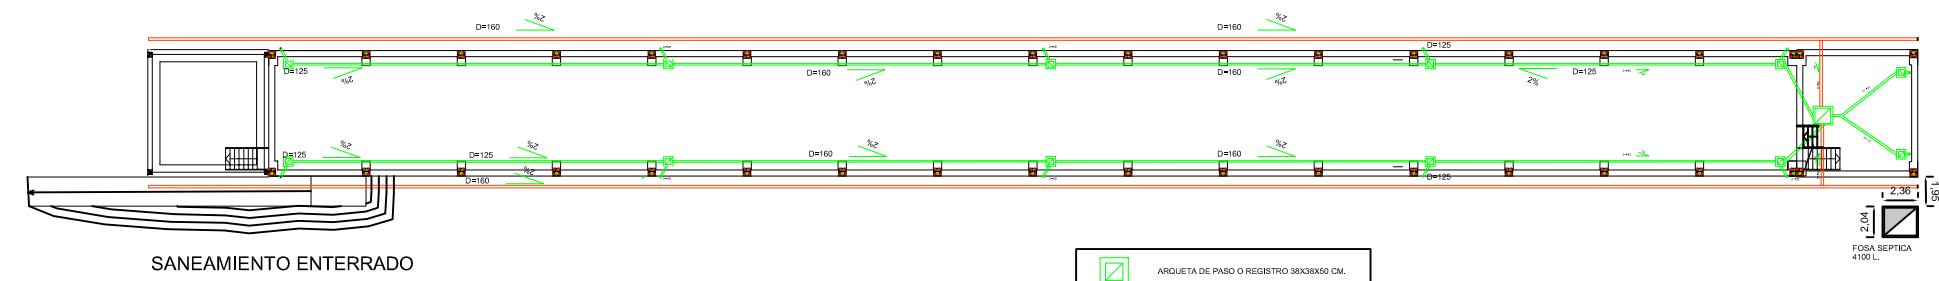 D=160 2% D=160 2%
D=125 D=125
2% D=160 2% D=160 2% 2% D=125
2% D=125 2% D=160 2% D=160 2%
D=125 D=160 2% D=125
2,36 1,95
2,04
SANEAMIENTO ENTERRADO
FOSA SEPTICA
4100 L.
ARQUETA DE PASO O REGISTRO 38X38X50 CM.